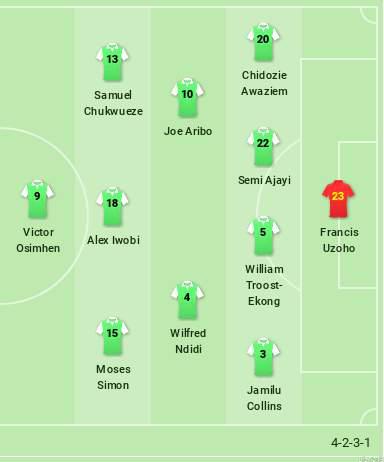 20
Chidozie
Awaziem
13
Samuel
Chukwueze
10
Joe Aribo
22
Semi Ajayi
9
Victor
Osimhen
18
Alex Iwobi
23
Francis
Uzoho
5
William
Troost-
Ekong
4
Wilfred
Ndidi
15
Moses
Simon
3
Jamilu
Collins
4-2-3-1